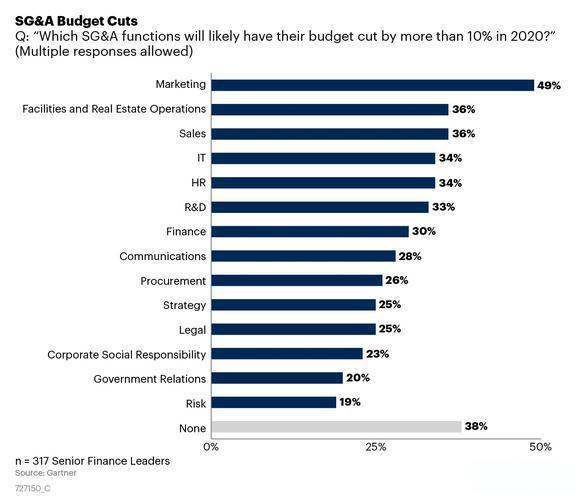 SG&A Budget Cuts
Q: “Which SG&A functions will likely have their budget cut by more than 10% in 2020?”
(Multiple responses allowed)
Marketing 49%
Facilities and Real Estate Operations 36%
Sales 36%
IT 34%
HR 34%
R&D 33%
Finance 30%
Communications 28%
Procurement 26%
Strategy 25%
Legal 25%
Corporate Social Responsibility 23%
Government Relations 20%
Risk 19%
None 38%
0% 25% 50%
n = 317 Senior Finance Leaders
Source: Gartner
727150_C